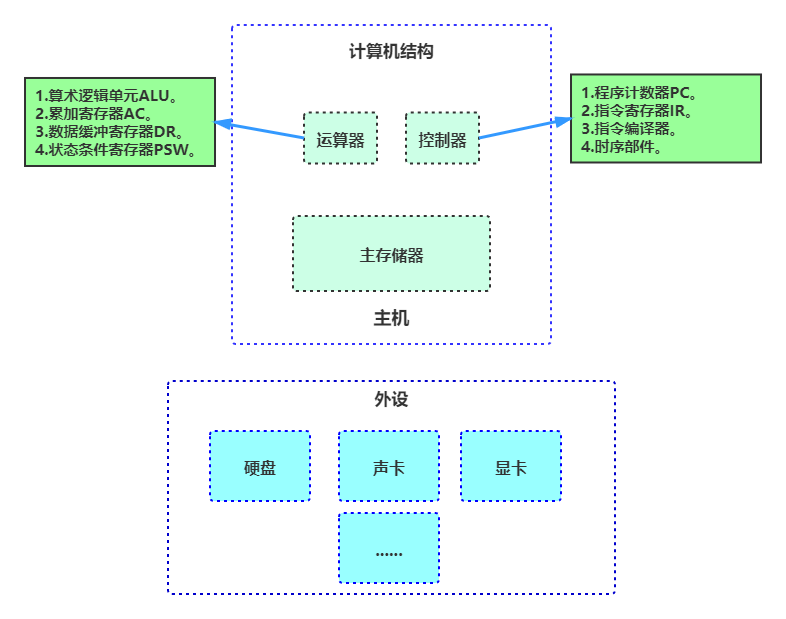 计算机结构
1.算术逻辑单元ALU。
2.累加寄存器AC。
3.数据缓冲寄存器DR。
4.状态条件寄存器PSW。
运算器
控制器
1.程序计数器PC。
2.指令寄存器IR。
3.指令编译器。
4.时序部件。
主存储器
主机
外设
硬盘
声卡
显卡
......